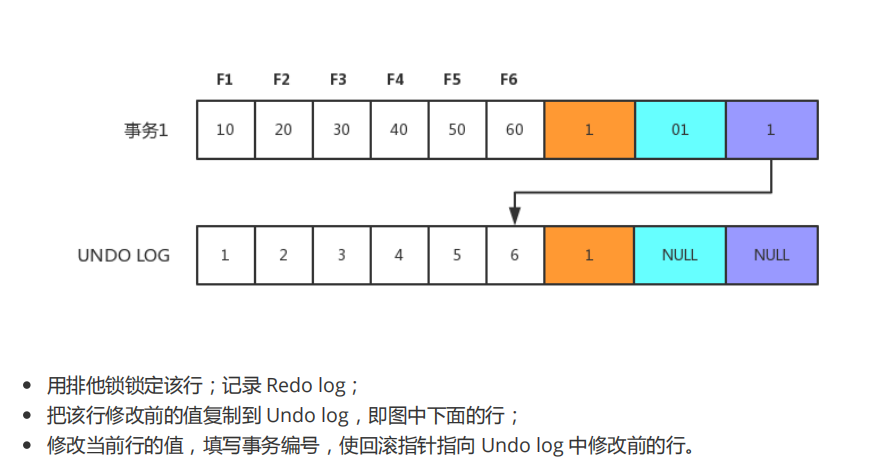 F1 F2 F3 F4 F5 F6
事务1 10 20 30 40 50 60 1 01 1
UNDO LOG 1 2 3 4 5 6 1 NULL NULL
用排他锁锁定该行；记录 Redo log；
把该行修改前的值复制到 Undo log，即图中下面的行；
修改当前行的值，填写事务编号，使回滚指针指向 Undo log 中修改前的行。